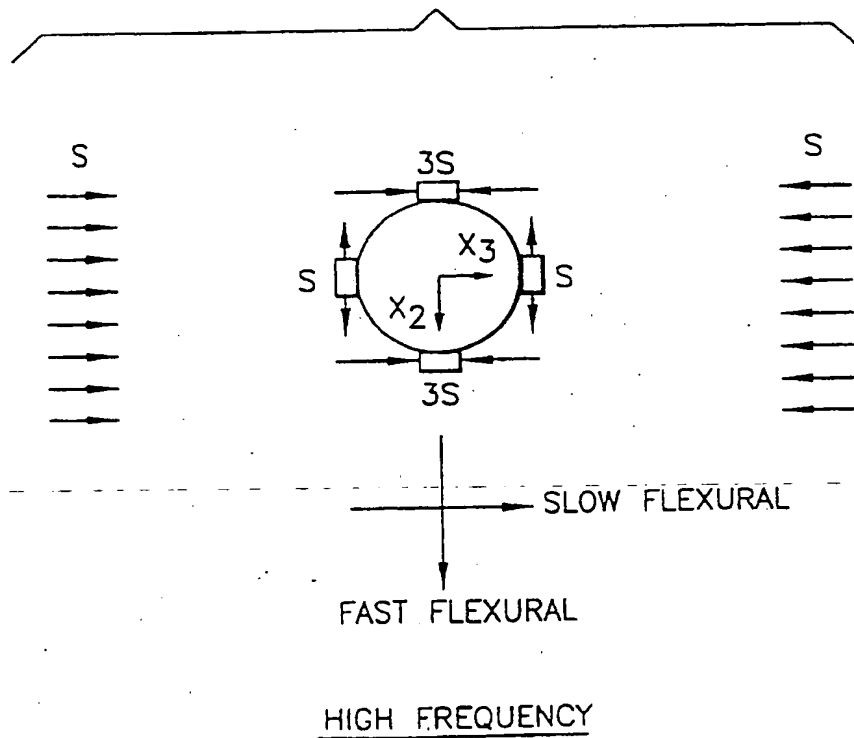 S
S
3S
S
X3
S
X2
3S
SLOW FLEXURAL
FAST FLEXURAL
HIGH FREQUENCY